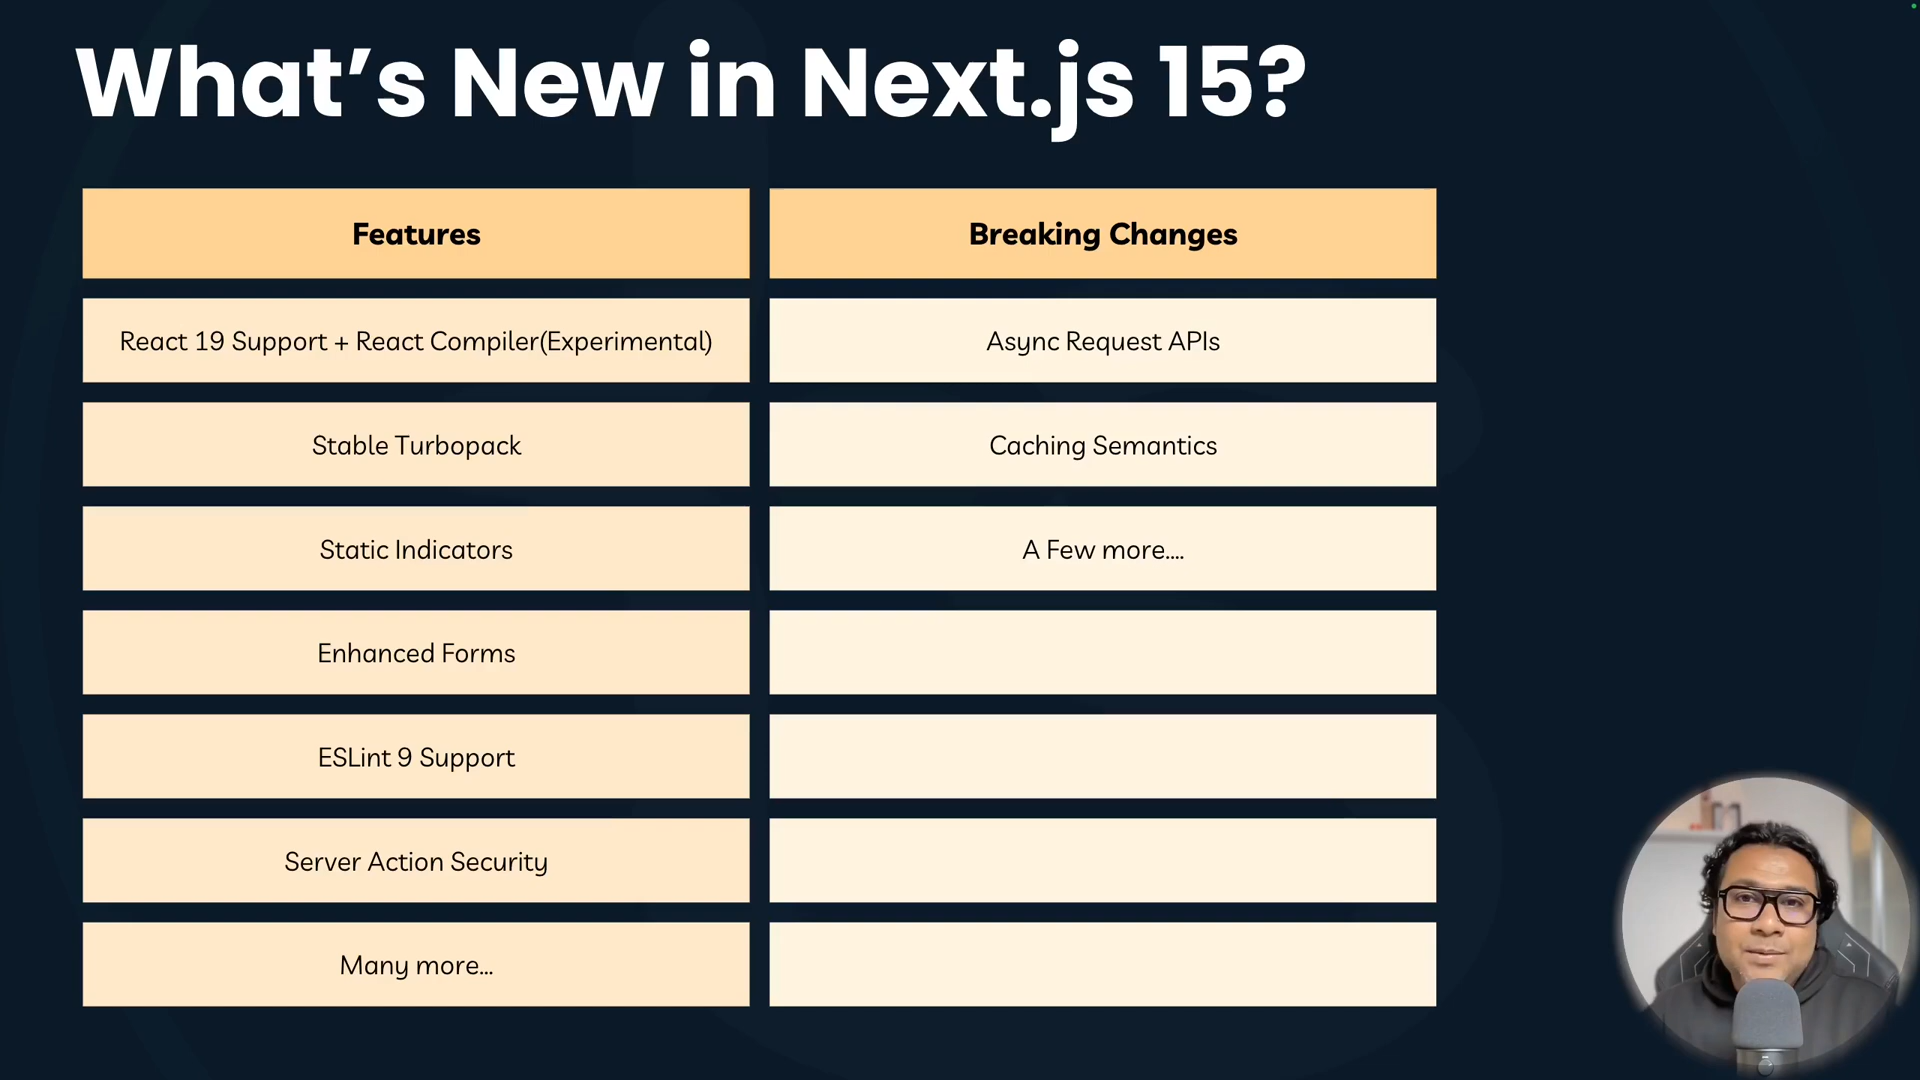 What’s New in Next.js 15?
Features
Breaking Changes
React 19 Support + React Compiler(Experimental)
Async Request APIs
Stable Turbopack
Caching Semantics
Static Indicators
A Few more....
Enhanced Forms
ESLint 9 Support
Server Action Security
Many more...